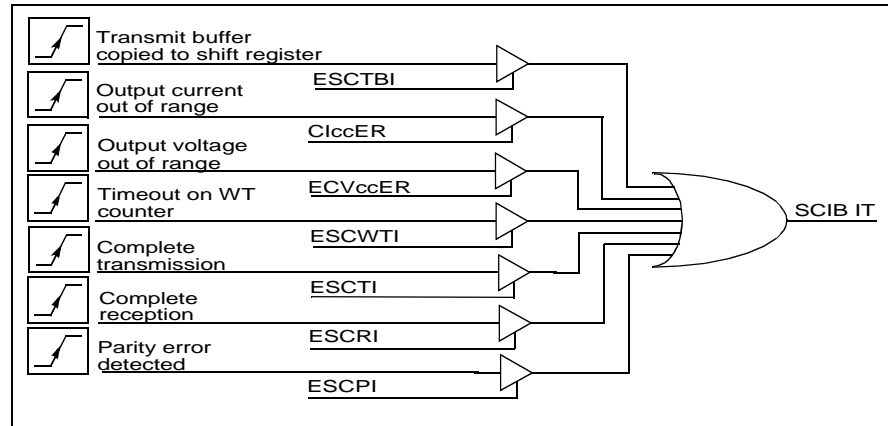 Transmit buffer
copied to shift register
ESCTBI
Output current
out of range
CIccER
Output voltage
out of range
ECVccER
Timeout on WT
counter
ESCWTI
Complete
transmission
ESCTI
Complete
reception
ESCRI
Parity error
detected
ESCPI
SCIB IT